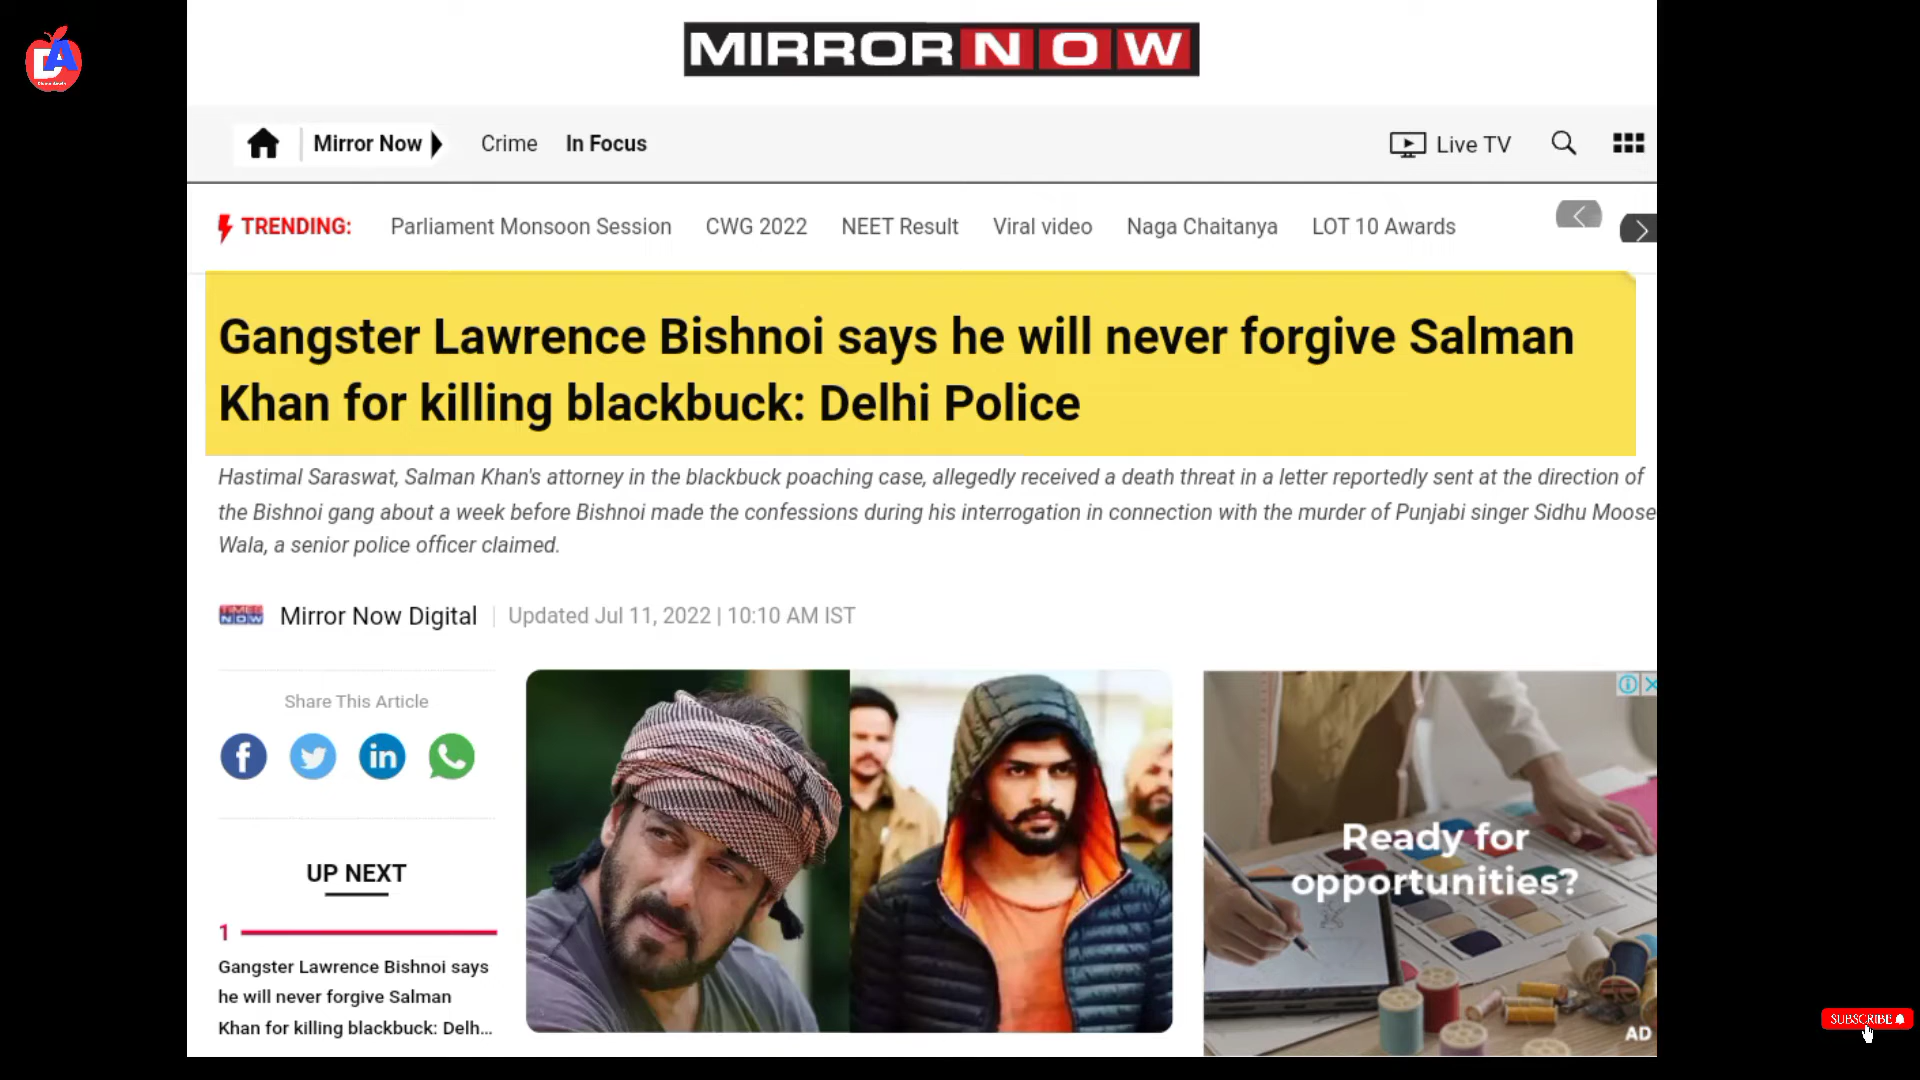 DA
MIRROR NOW
Mirror Now
Crime
In Focus
Live TV
TRENDING:
Parliament Monsoon Session
CWG 2022
NEET Result
Viral video
Naga Chaitanya
LOT 10 Awards
Gangster Lawrence Bishnoi says he will never forgive Salman
Khan for killing blackbuck: Delhi Police
Hastimal Saraswat, Salman Khan's attorney in the blackbuck poaching case, allegedly received a death threat in a letter reportedly sent at the direction of
the Bishnoi gang about a week before Bishnoi made the confessions during his interrogation in connection with the murder of Punjabi singer Sidhu Moose
Wala, a senior police officer claimed.
TIMES NOW
Mirror Now Digital
Updated Jul 11, 2022 | 10:10 AM IST
Share This Article
UP NEXT
1
Gangster Lawrence Bishnoi says
he will never forgive Salman
Khan for killing blackbuck: Delh...
Ready for
opportunities?
AD
SUBSCRIBE